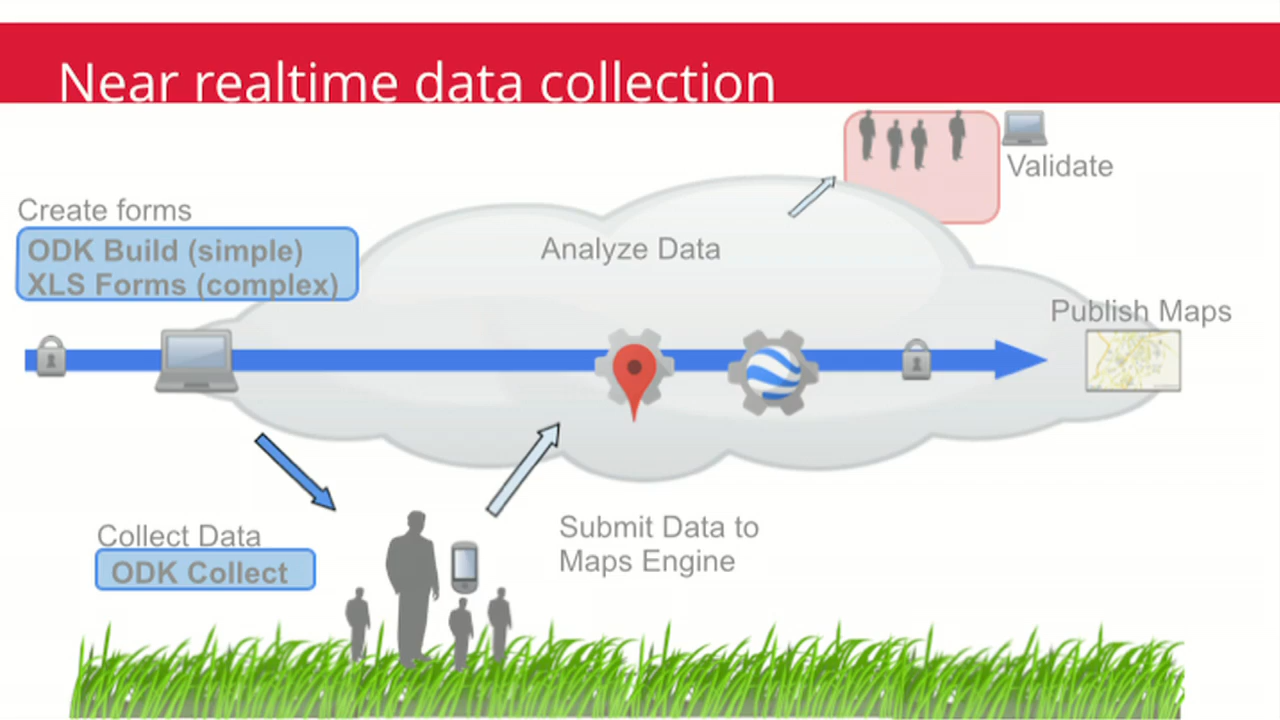 Near realtime data collection
Validate
Create forms
ODK Build (simple)
XLS Forms (complex)
Analyze Data
Publish Maps
Collect Data
ODK Collect
Submit Data to
Maps Engine